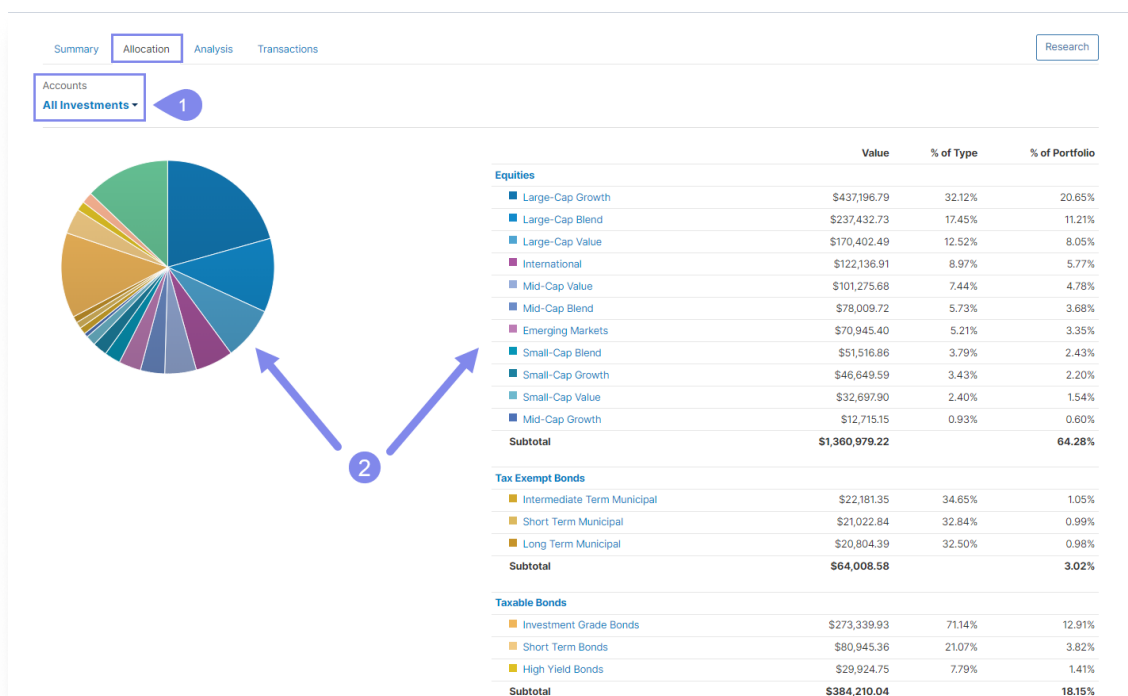 Summary Allocation Analysis Transactions Research
Accounts
All Investments
1
Value % of Type % of Portfolio
Equities
Large-Cap Growth $437,196.79 32.12% 20.65%
Large-Cap Blend $237,432.73 17.45% 11.21%
Large-Cap Value $170,402.49 12.52% 8.05%
International $122,136.91 8.97% 5.77%
Mid-Cap Value $101,275.68 7.44% 4.78%
Mid-Cap Blend $78,009.72 5.73% 3.68%
Emerging Markets $70,945.40 5.21% 3.35%
Small-Cap Blend $51,516.86 3.79% 2.43%
Small-Cap Growth $46,649.59 3.43% 2.20%
Small-Cap Value $32,697.90 2.40% 1.54%
Mid-Cap Growth $12,715.15 0.93% 0.60%
Subtotal $1,360,979.22 64.28%
2
Tax Exempt Bonds
Intermediate Term Municipal $22,181.35 34.65% 1.05%
Short Term Municipal $21,022.84 32.84% 0.99%
Long Term Municipal $20,804.39 32.50% 0.98%
Subtotal $64,008.58 3.02%
Taxable Bonds
Investment Grade Bonds $273,339.93 71.14% 12.91%
Short Term Bonds $80,945.36 21.07% 3.82%
High Yield Bonds $29,924.75 7.79% 1.41%
Subtotal $384,210.04 18.15%